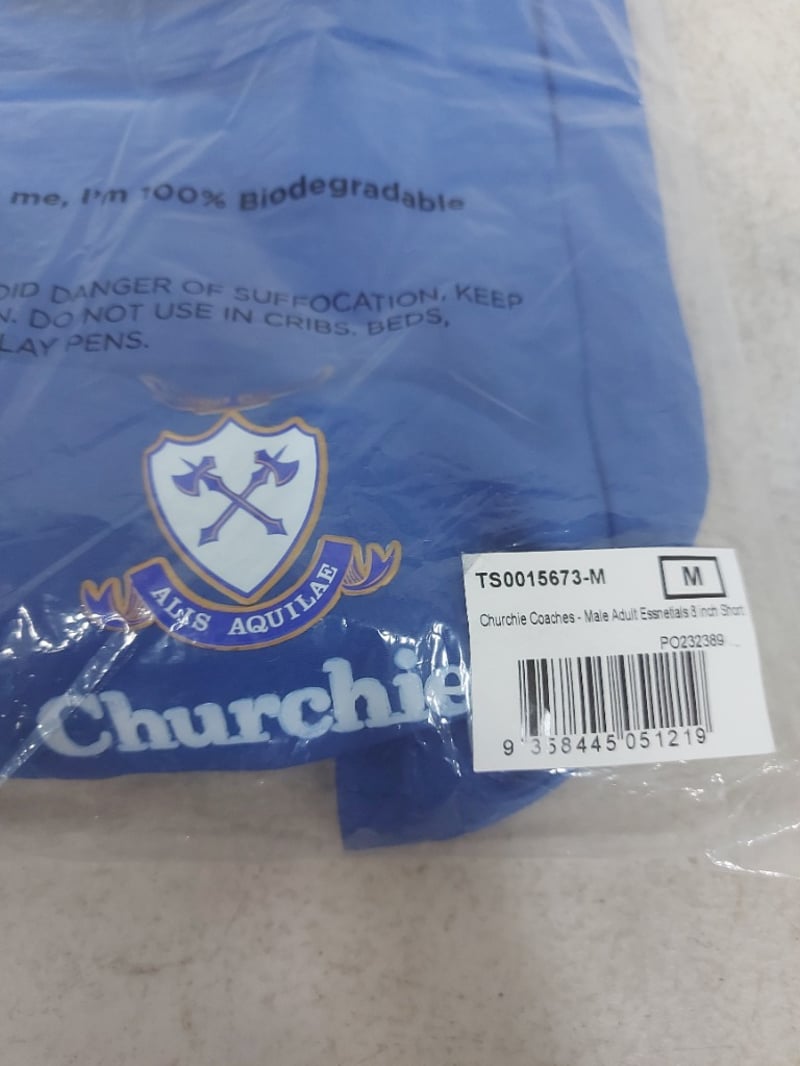 me, I'm 100% Biodegradable
OID DANGER OF SUFFOCATION, KEEP
N. DO NOT USE IN CRIBS, BEDS,
LAY PENS.
ALIS AQUILAE
Churchie
TS0015673-M
M
Churchie Coaches - Male Adult Essnetials 8 inch Short
PO232389
9 358445 051219